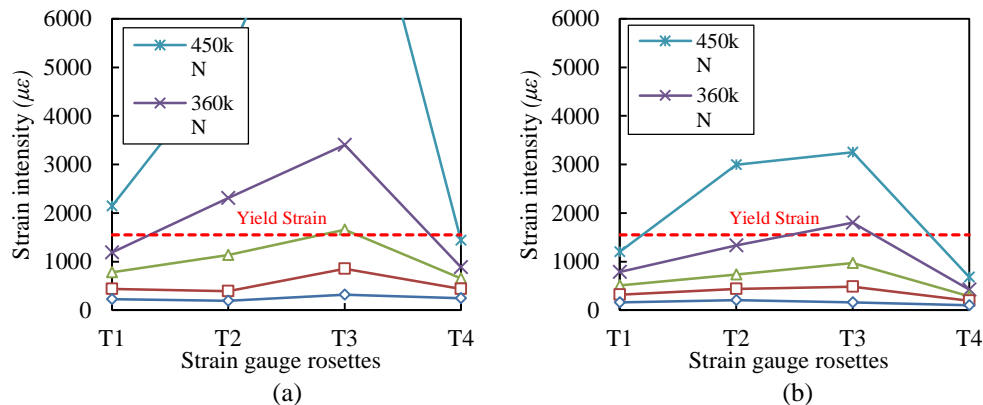 Strain intensity (με)
6000
5000
4000
3000
2000
1000
0
450k
N
360k
N
Yield Strain
T1 T2 T3 T4
Strain gauge rosettes
(a)
Strain intensity (με)
6000
5000
4000
3000
2000
1000
0
450k
N
360k
N
Yield Strain
T1 T2 T3 T4
Strain gauge rosettes
(b)